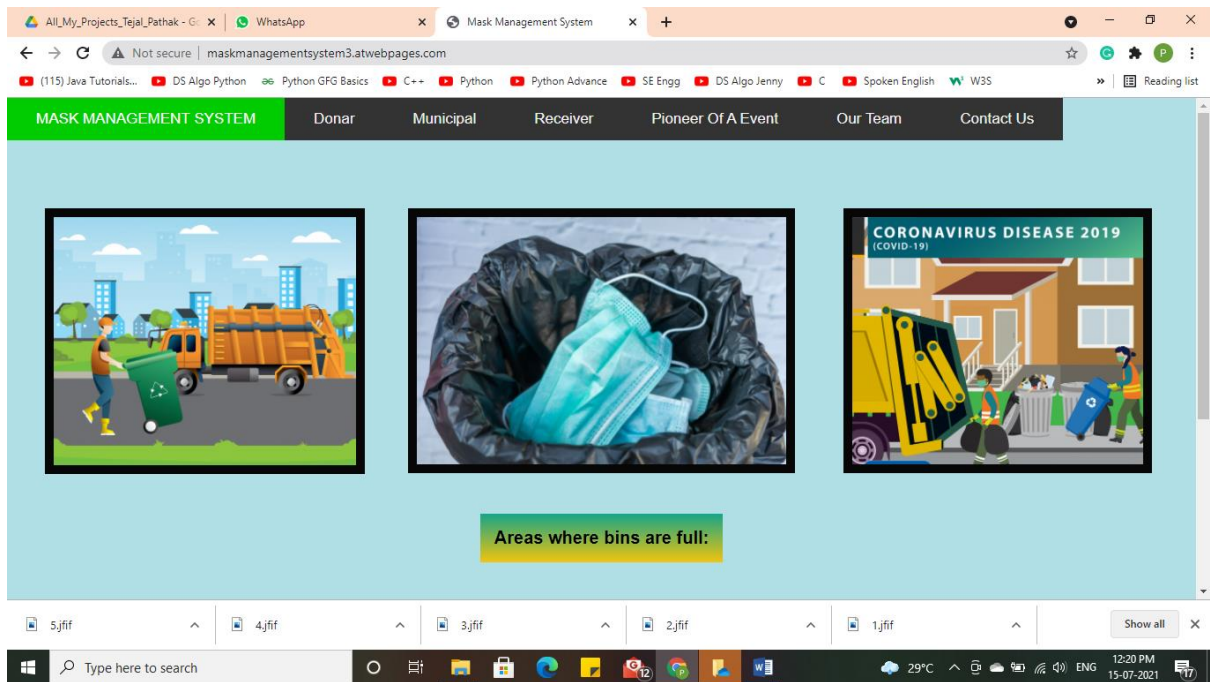 All_My_Projects_Tejal_Pathak - Go
WhatsApp
Mask Management System
Not secure | maskmanagementsystem3.atwebpages.com
P
(115) Java Tutorials...
DS Algo Python
Python GFG Basics
C++
Python
Python Advance
SE Engg
DS Algo Jenny
C
Spoken English
W3S
»
Reading list
MASK MANAGEMENT SYSTEM
Donar
Municipal
Receiver
Pioneer Of A Event
Our Team
Contact Us
CORONAVIRUS DISEASE 2019
(COVID-19)
Areas where bins are full:
5.jfif
4.jfif
3.jfif
2.jfif
1.jfif
Show all
Type here to search
12
29°C
ENG
12:20 PM
15-07-2021
17